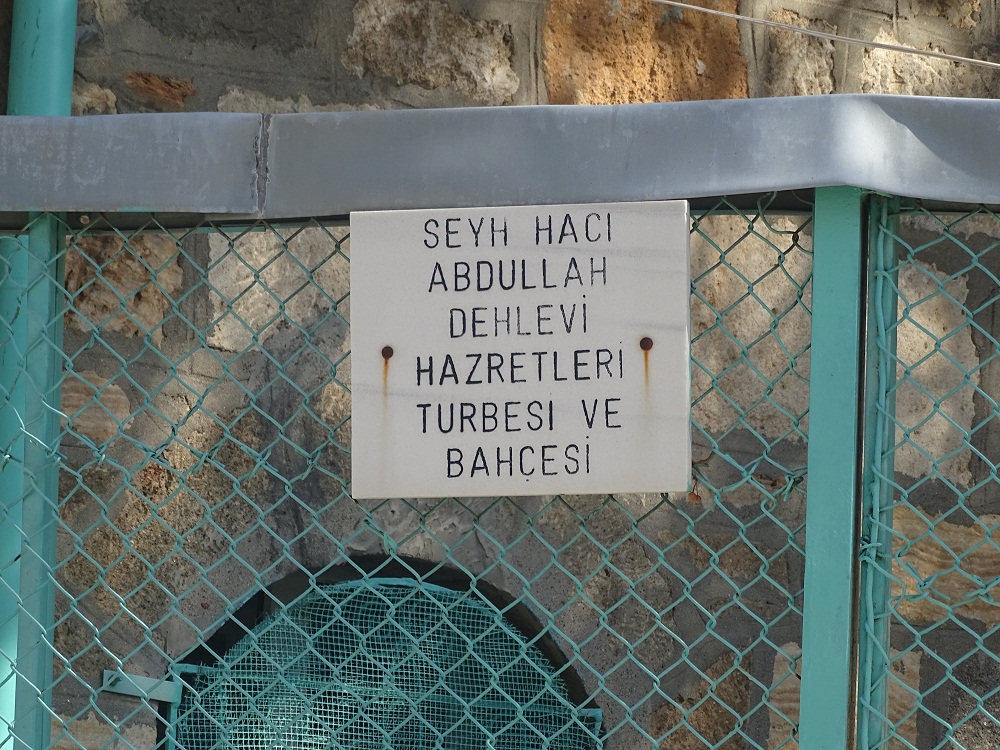 SEYH HACI
ABDULLAH
DEHLEVİ
HAZRETLERİ
TURBESI VE
BAHÇESİ